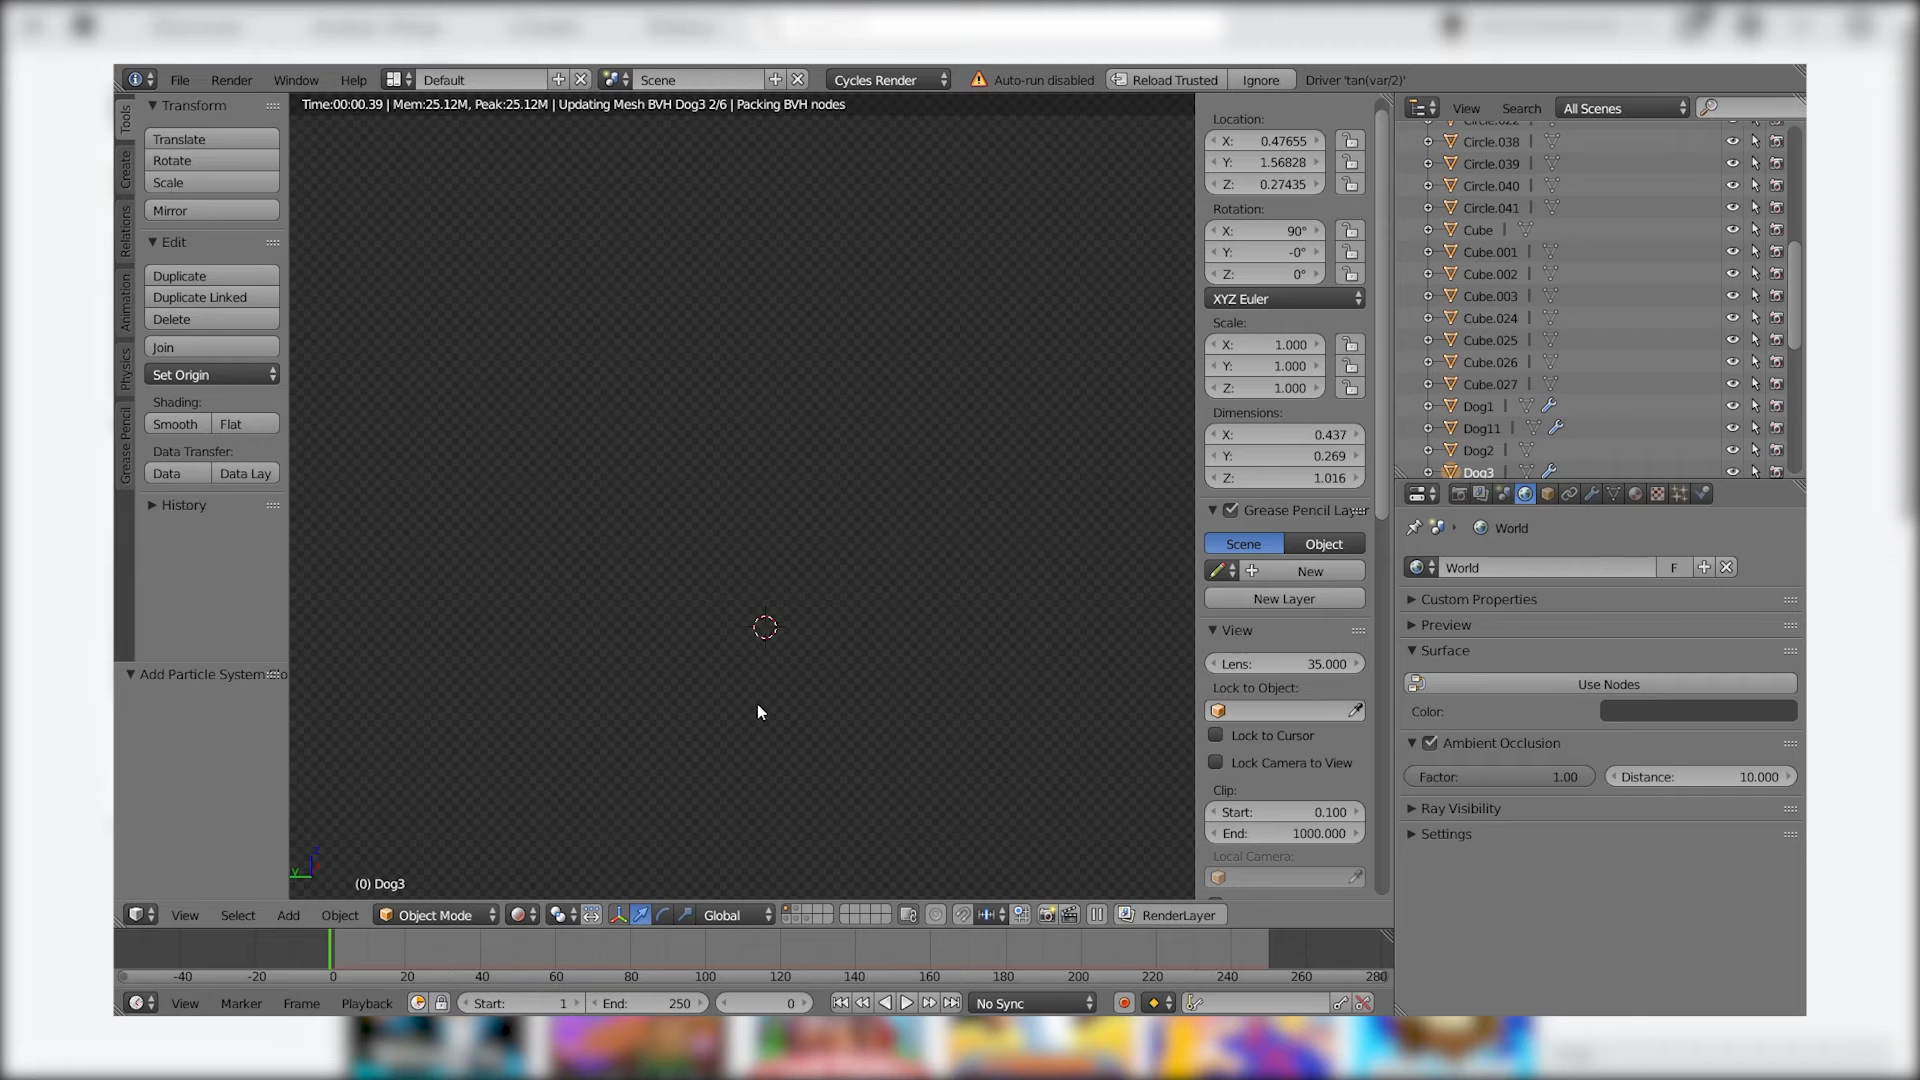 File Render Window Help Default Scene Cycles Render Auto-run disabled Reload Trusted Ignore Driver 'tan(var/2)'
Time:00:00.39 | Mem:25.12M, Peak:25.12M | Updating Mesh BVH Dog3 2/6 | Packing BVH nodes
Tools
Create
Relations
Animation
Physics
Grease Pencil
Transform
Translate
Rotate
Scale
Mirror
Edit
Duplicate
Duplicate Linked
Delete
Join
Set Origin
Shading:
Smooth Flat
Data Transfer:
Data Data Lay
History
Add Particle System
(0) Dog3
z
y
Location:
X: 0.47655
Y: 1.56828
Z: 0.27435
Rotation:
X: 90°
Y: -0°
Z: 0°
XYZ Euler
Scale:
X: 1.000
Y: 1.000
Z: 1.000
Dimensions:
X: 0.437
Y: 0.269
Z: 1.016
Grease Pencil Layer
Scene Object
New
New Layer
View
Lens: 35.000
Lock to Object:
Lock to Cursor
Lock Camera to View
Clip:
Start: 0.100
End: 1000.000
Local Camera:
View Search All Scenes
Circle.022
Circle.038
Circle.039
Circle.040
Circle.041
Cube
Cube.001
Cube.002
Cube.003
Cube.024
Cube.025
Cube.026
Cube.027
Dog1
Dog11
Dog2
Dog3
World
World F
Custom Properties
Preview
Surface
Use Nodes
Color:
Ambient Occlusion
Factor: 1.00 Distance: 10.000
Ray Visibility
Settings
View Select Add Object Object Mode Global RenderLayer
-40 -20 0 20 40 60 80 100 120 140 160 180 200 220 240 260 280
View Marker Frame Playback Start: 1 End: 250 0 No Sync